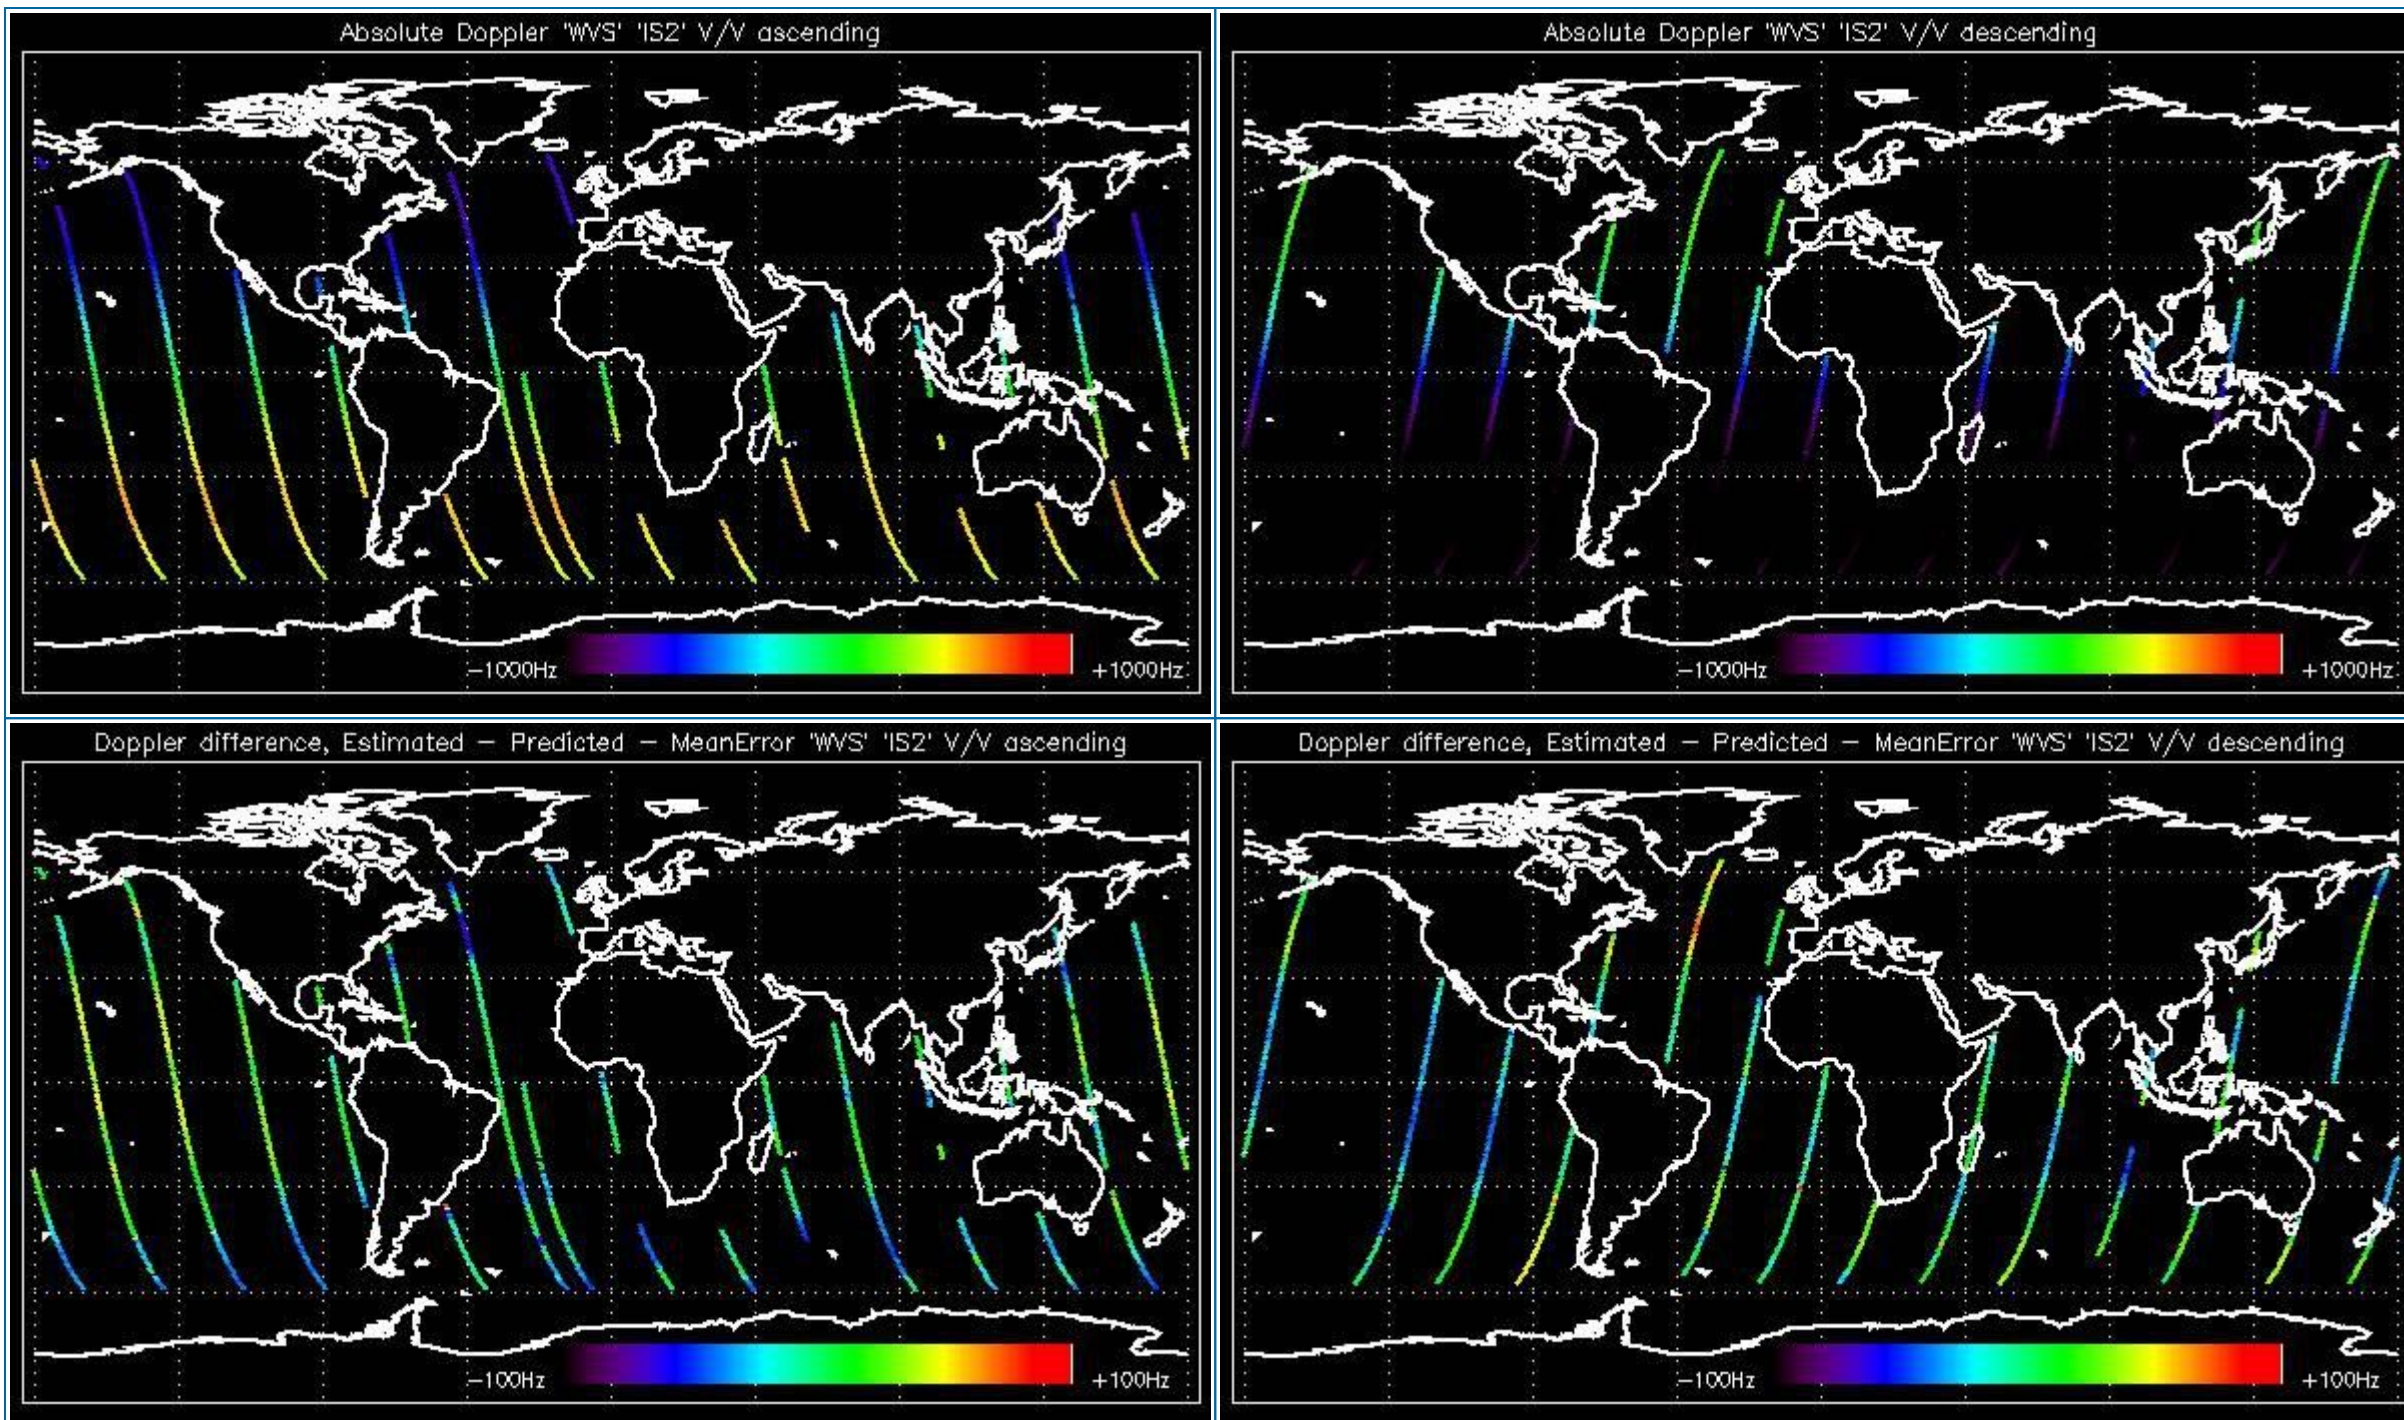 Absolute Doppler 'WVS' 'IS2' V/V ascending
−1000Hz
+1000Hz
Absolute Doppler 'WVS' 'IS2' V/V descending
−1000Hz
+1000Hz
Doppler difference, Estimated − Predicted − MeanError 'WVS' 'IS2' V/V ascending
−100Hz
+100Hz
Doppler difference, Estimated − Predicted − MeanError 'WVS' 'IS2' V/V descending
−100Hz
+100Hz